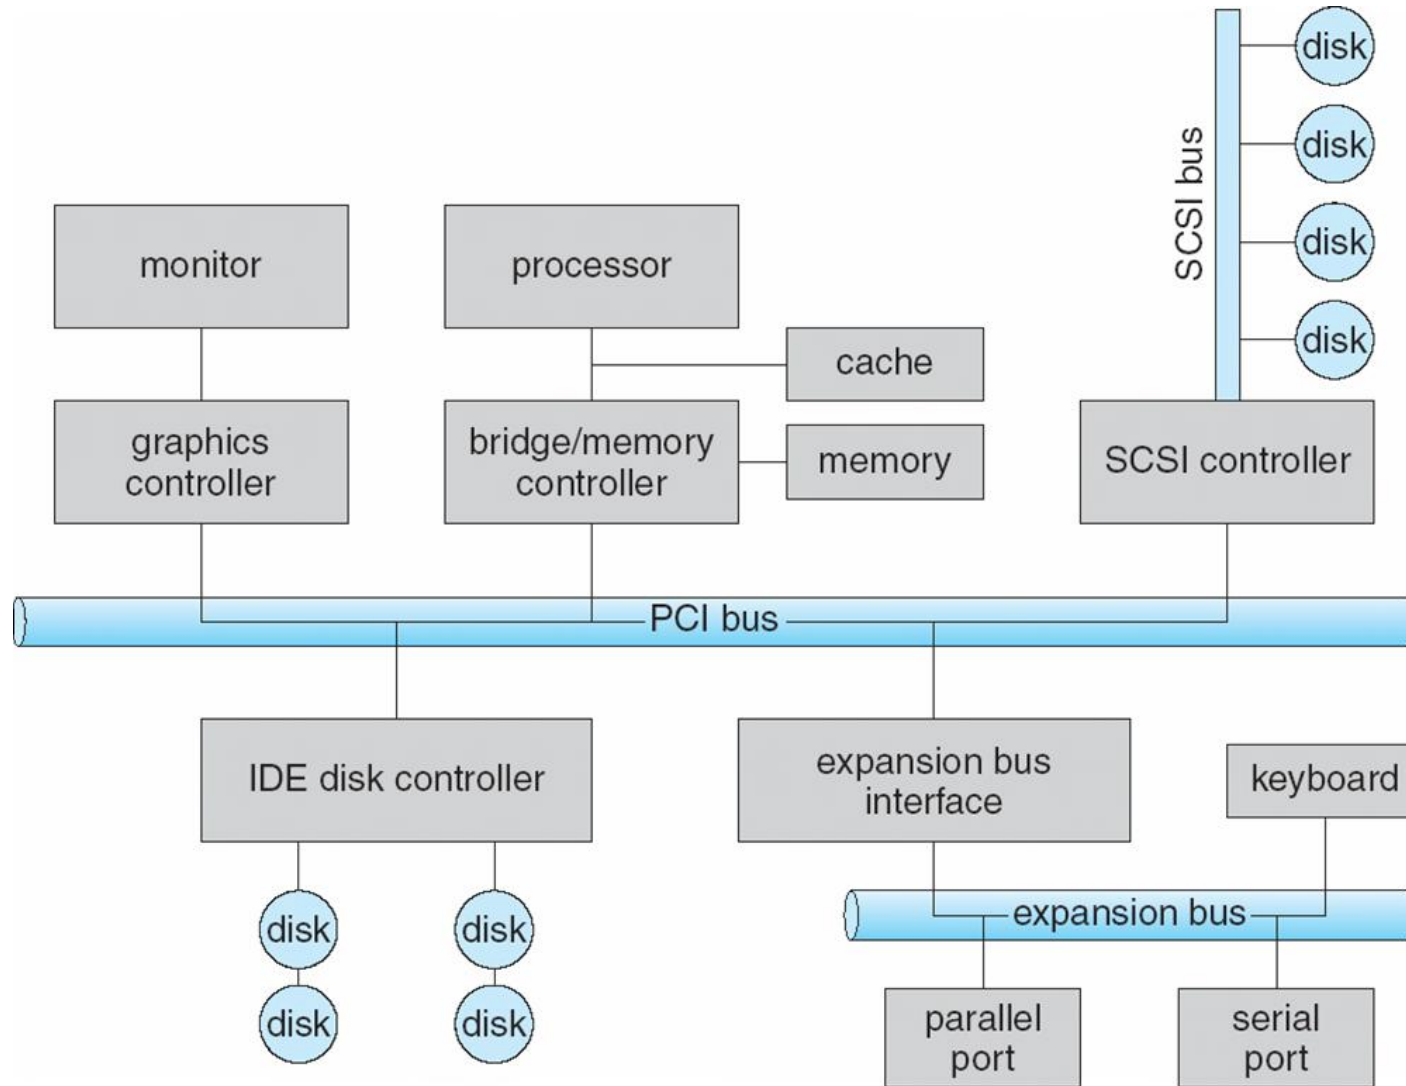 disk
disk
disk
disk
SCSI bus
monitor
processor
cache
graphics
controller
bridge/memory
controller
memory
SCSI controller
PCI bus
IDE disk controller
expansion bus
interface
keyboard
disk
disk
expansion bus
disk
disk
parallel
port
serial
port